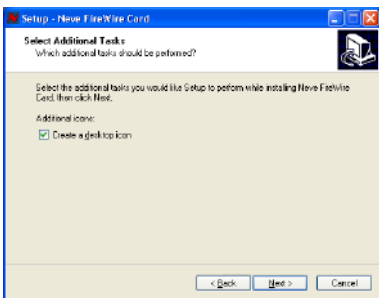 Setup - Neve FireWire Card
Select Additional Tasks
Which additional tasks should be performed?
Select the additional tasks you would like Setup to perform while installing Neve FireWire
Card, then click Next.
Additional icons:
Create a desktop icon
< Back
Next >
Cancel